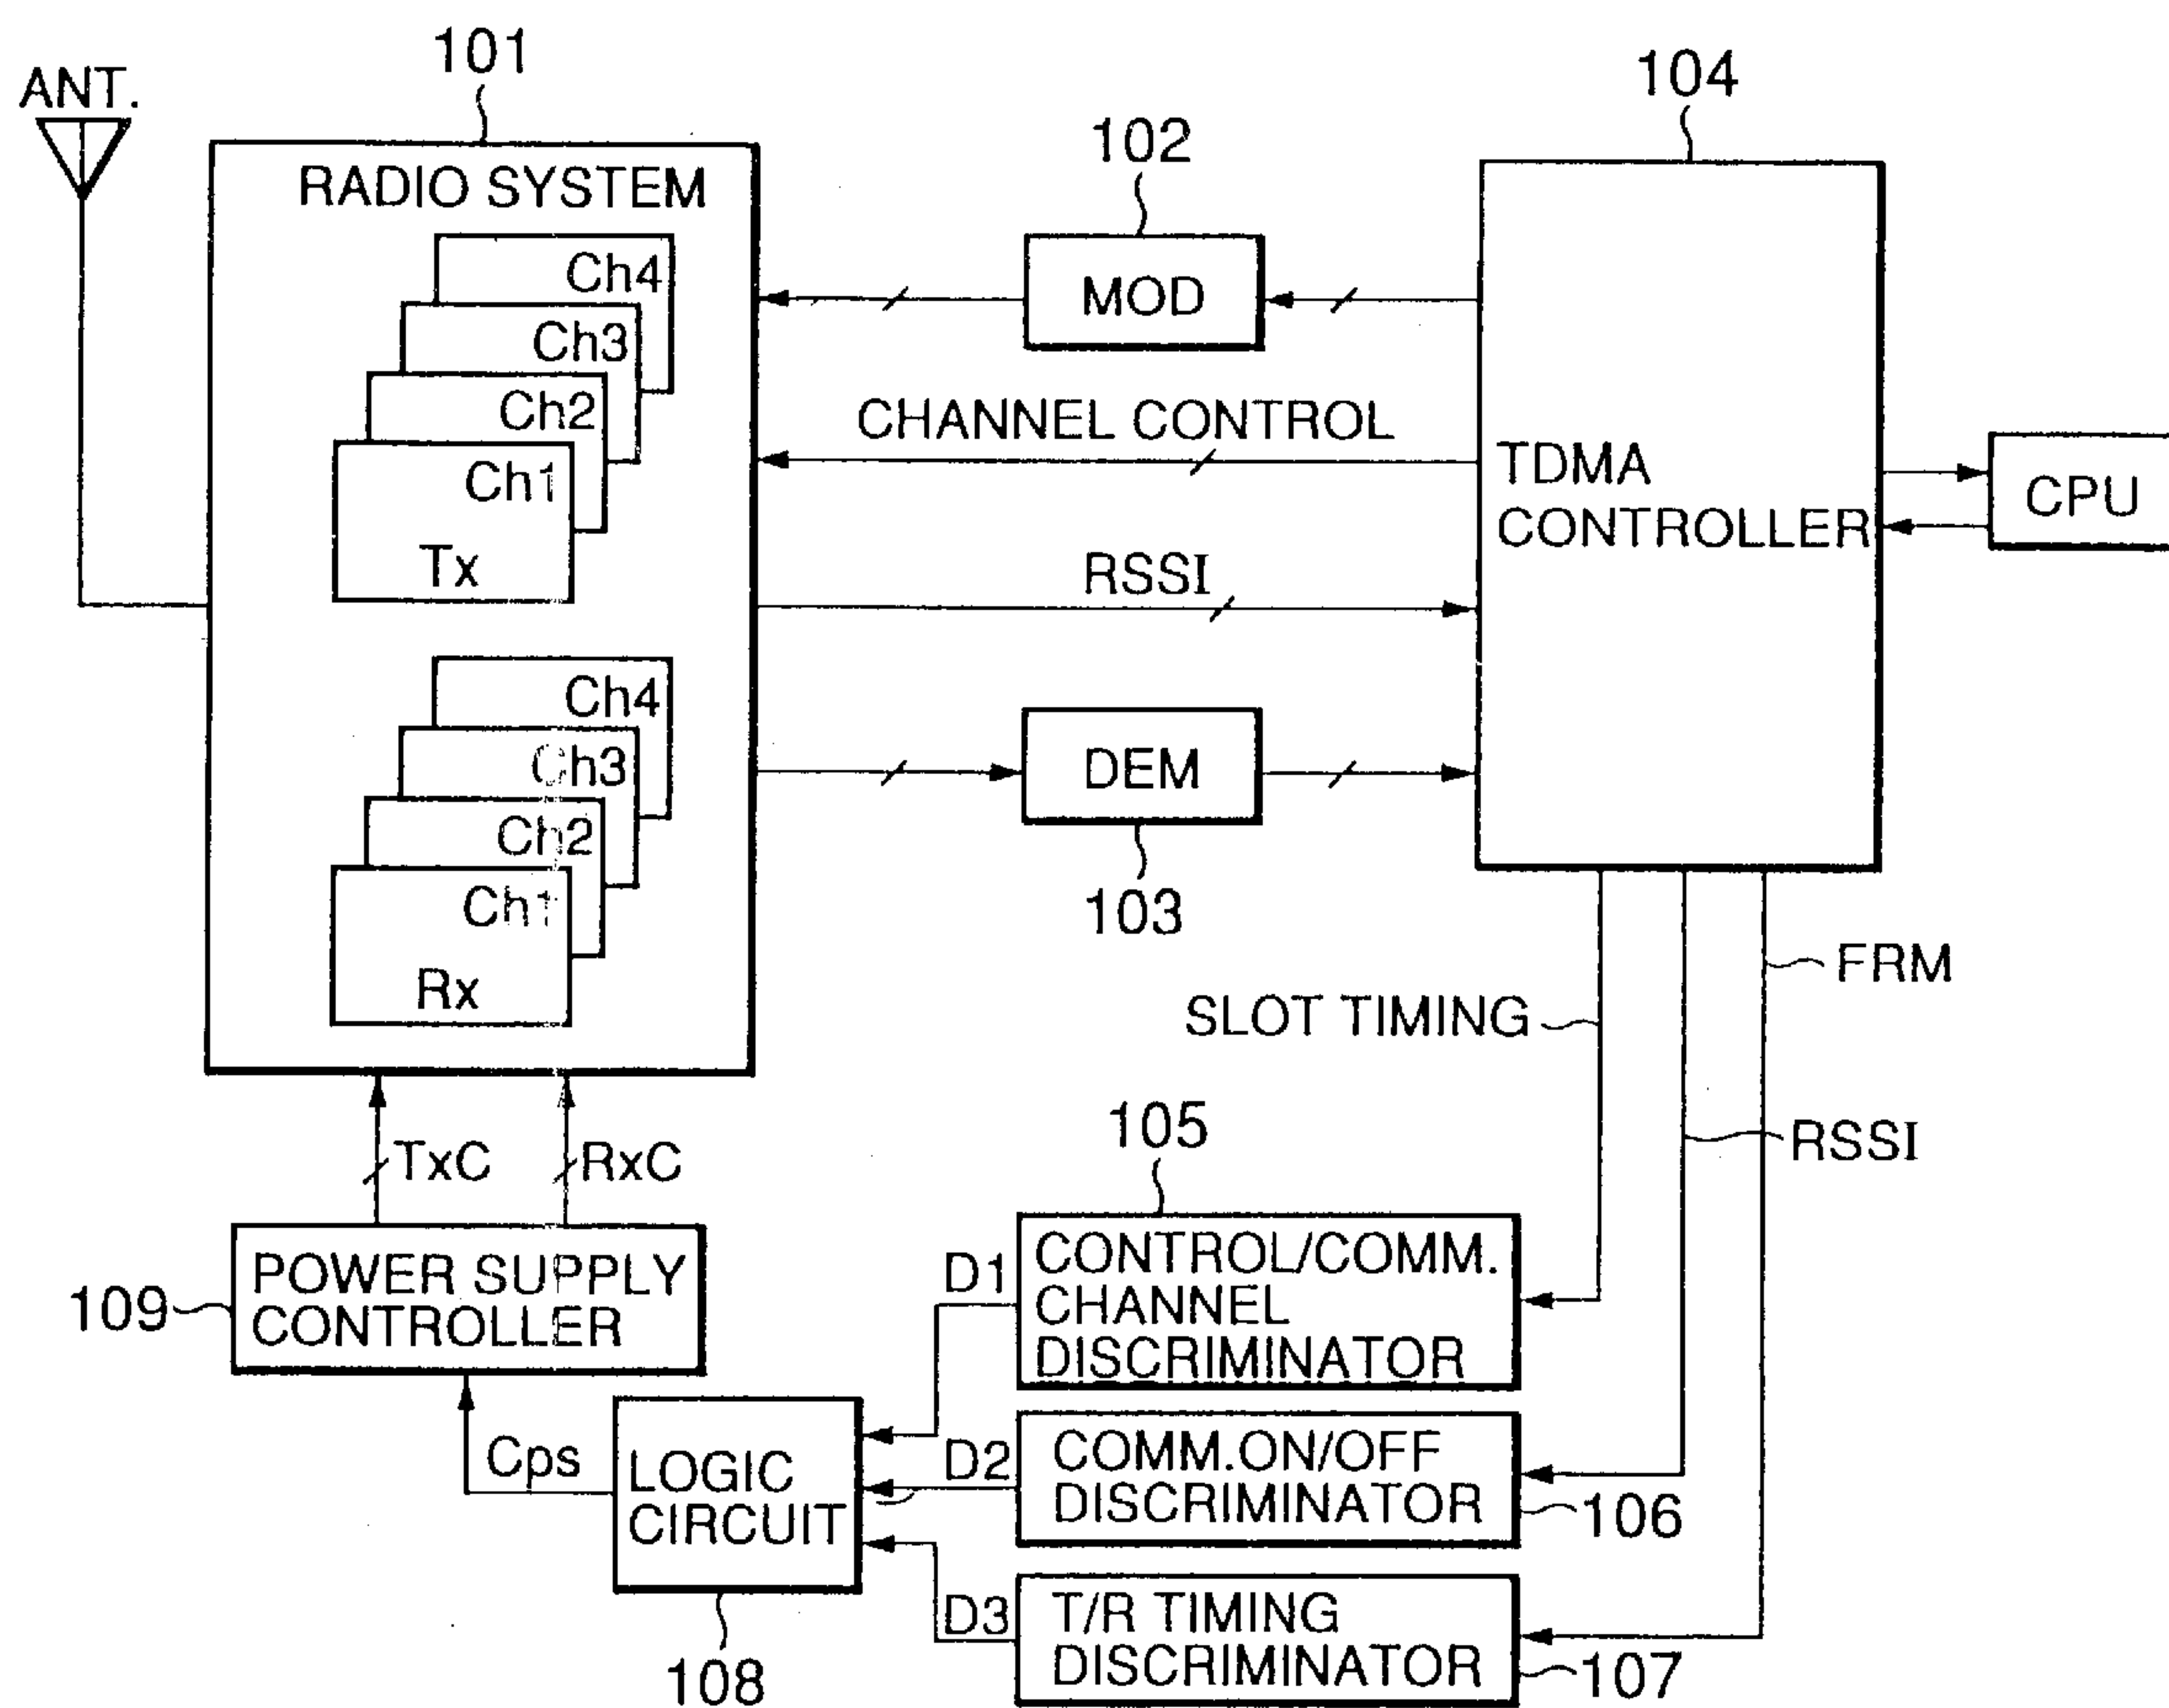 ANT.
101
RADIO SYSTEM
Ch4
Ch3
Ch2
Ch1
Tx
Ch4
Ch3
Ch2
Ch1
Rx
102
MOD
CHANNEL CONTROL
RSSI
DEM
103
104
TDMA
CONTROLLER
CPU
SLOT TIMING
FRM
RSSI
TxC
RxC
109
POWER SUPPLY
CONTROLLER
Cps
LOGIC
CIRCUIT
108
D1
D2
D3
105
CONTROL/COMM.
CHANNEL
DISCRIMINATOR
COMM.ON/OFF
DISCRIMINATOR
106
T/R TIMING
DISCRIMINATOR
107